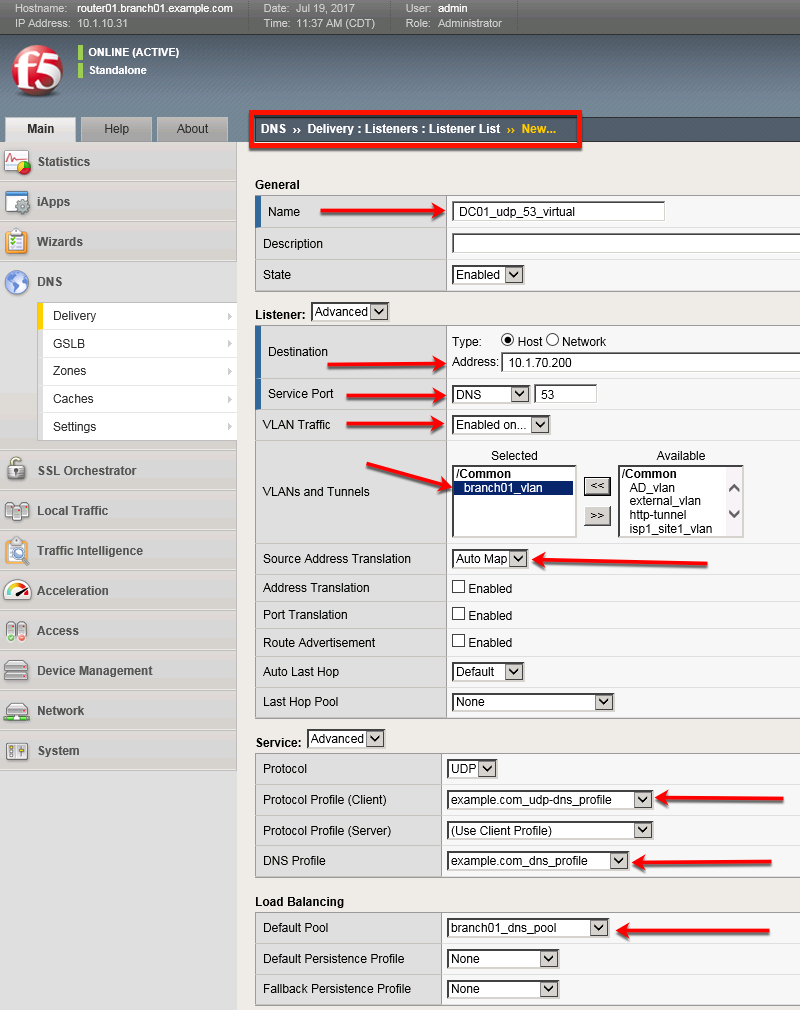 Hostname: router01.branch01.example.com Date: Jul 19, 2017 User: admin
IP Address: 10.1.10.31 Time: 11:37 AM (CDT) Role: Administrator
f5
ONLINE (ACTIVE)
Standalone
Main Help About
DNS ›› Delivery : Listeners : Listener List ›› New...
Statistics
iApps
Wizards
DNS
Delivery
GSLB
Zones
Caches
Settings
SSL Orchestrator
Local Traffic
Traffic Intelligence
Acceleration
Access
Device Management
Network
System
General
Name DC01_udp_53_virtual
Description
State Enabled
Listener: Advanced
Destination
Type: Host Network
Address: 10.1.70.200
Service Port DNS 53
VLAN Traffic Enabled on...
VLANs and Tunnels
Selected Available
/Common << /Common
branch01_vlan AD_vlan
external_vlan
>> http-tunnel
isp1_site1_vlan
Source Address Translation Auto Map
Address Translation Enabled
Port Translation Enabled
Route Advertisement Enabled
Auto Last Hop Default
Last Hop Pool None
Service: Advanced
Protocol UDP
Protocol Profile (Client) example.com_udp-dns_profile
Protocol Profile (Server) (Use Client Profile)
DNS Profile example.com_dns_profile
Load Balancing
Default Pool branch01_dns_pool
Default Persistence Profile None
Fallback Persistence Profile None